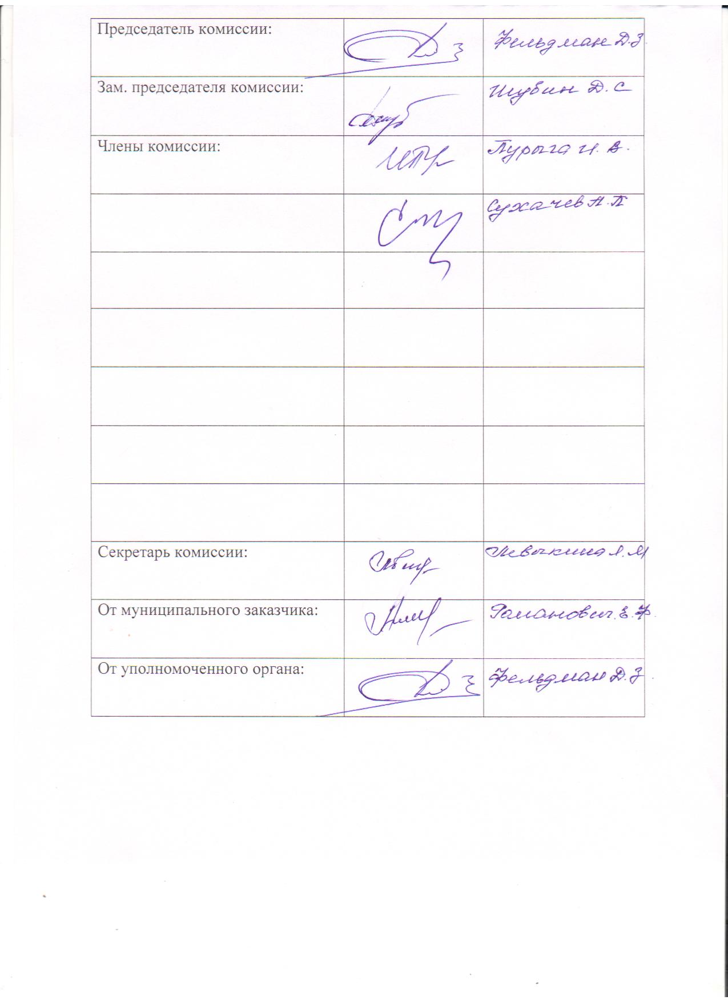 Председатель комиссии: Фельдман Д.З.
Зам. председателя комиссии: Шубин Д. С
Члены комиссии: Пурыга И. В.
Сухачев А.П
Секретарь комиссии:
От муниципального заказчика: Романович Е.Ф.
От уполномоченного органа: Фельдман Д.З